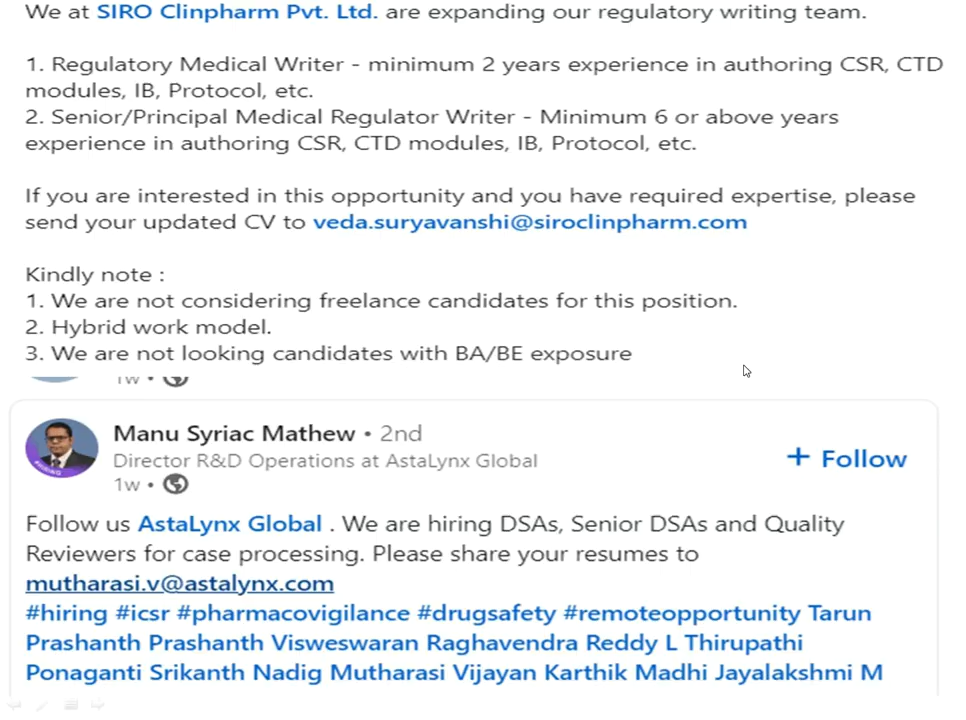 We at SIRO Clinpharm Pvt. Ltd. are expanding our regulatory writing team.
1. Regulatory Medical Writer - minimum 2 years experience in authoring CSR, CTD
modules, IB, Protocol, etc.
2. Senior/Principal Medical Regulator Writer - Minimum 6 or above years
experience in authoring CSR, CTD modules, IB, Protocol, etc.
If you are interested in this opportunity and you have required expertise, please
send your updated CV to veda.suryavanshi@siroclinpharm.com
Kindly note :
1. We are not considering freelance candidates for this position.
2. Hybrid work model.
3. We are not looking candidates with BA/BE exposure
1w •
Manu Syriac Mathew • 2nd
Director R&D Operations at AstaLynx Global
1w •
+ Follow
Follow us AstaLynx Global . We are hiring DSAs, Senior DSAs and Quality
Reviewers for case processing. Please share your resumes to
mutharasi.v@astalynx.com
#hiring #icsr #pharmacovigilance #drugsafety #remoteopportunity Tarun
Prashanth Prashanth Visweswaran Raghavendra Reddy L Thirupathi
Ponaganti Srikanth Nadig Mutharasi Vijayan Karthik Madhi Jayalakshmi M